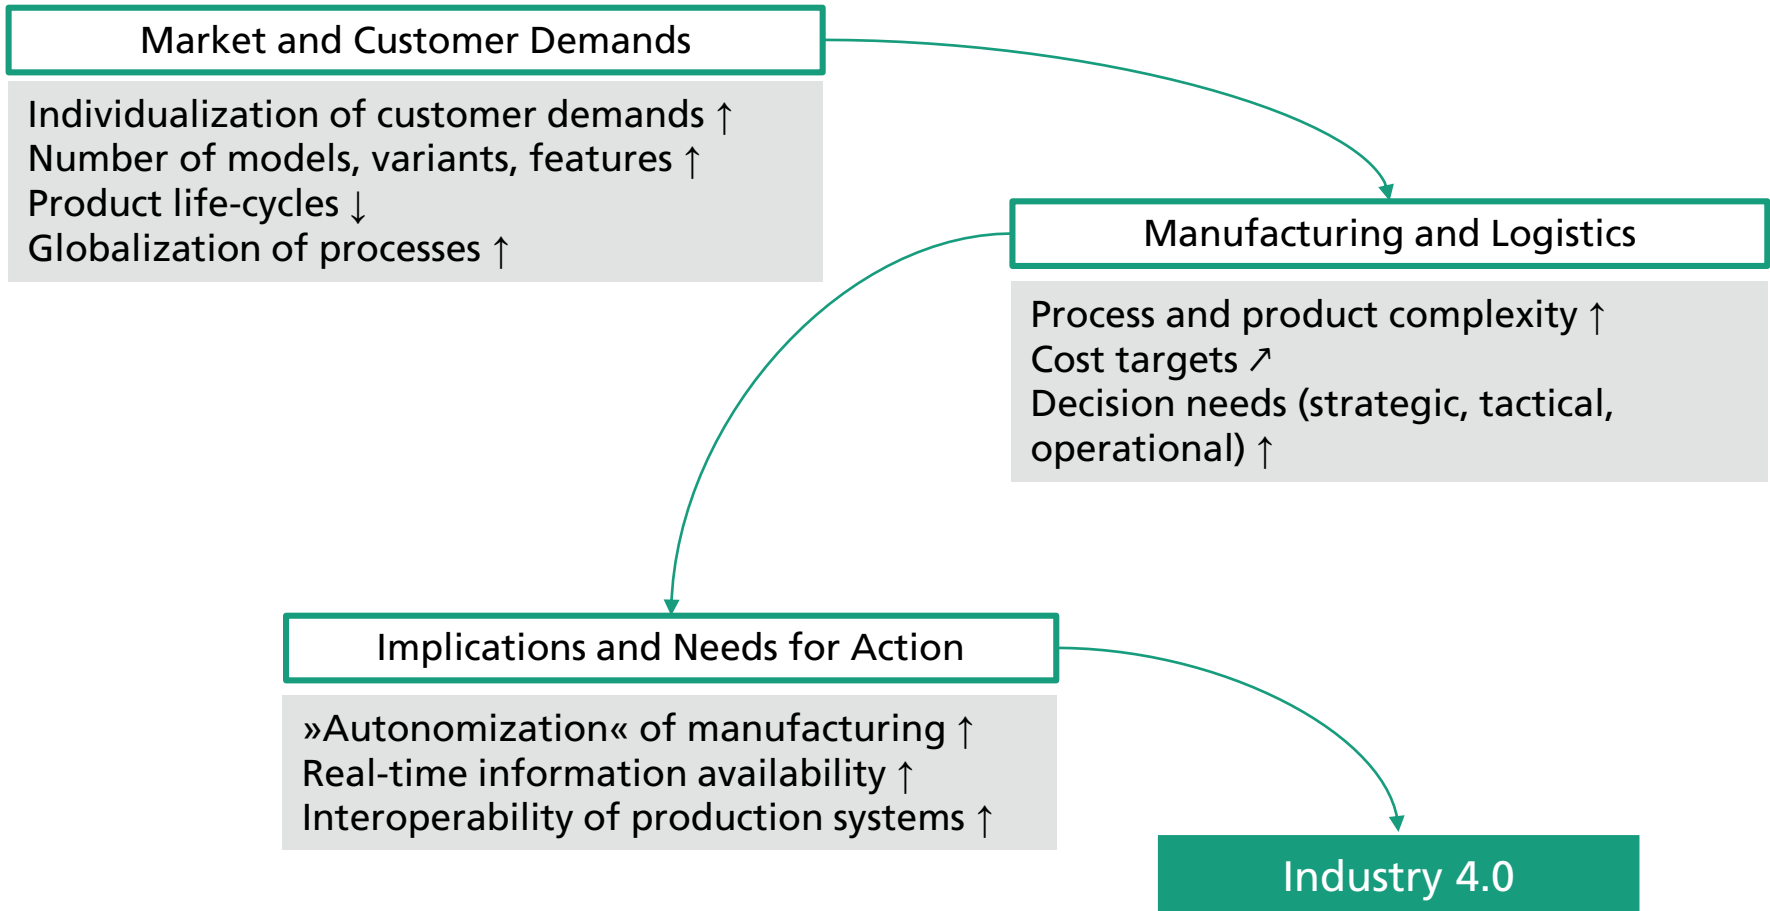 Market and Customer Demands
Individualization of customer demands ↑
Number of models, variants, features ↑
Product life-cycles ↓
Globalization of processes ↑
Manufacturing and Logistics
Process and product complexity ↑
Cost targets ↗
Decision needs (strategic, tactical,
operational) ↑
Implications and Needs for Action
»Autonomization« of manufacturing ↑
Real-time information availability ↑
Interoperability of production systems ↑
Industry 4.0